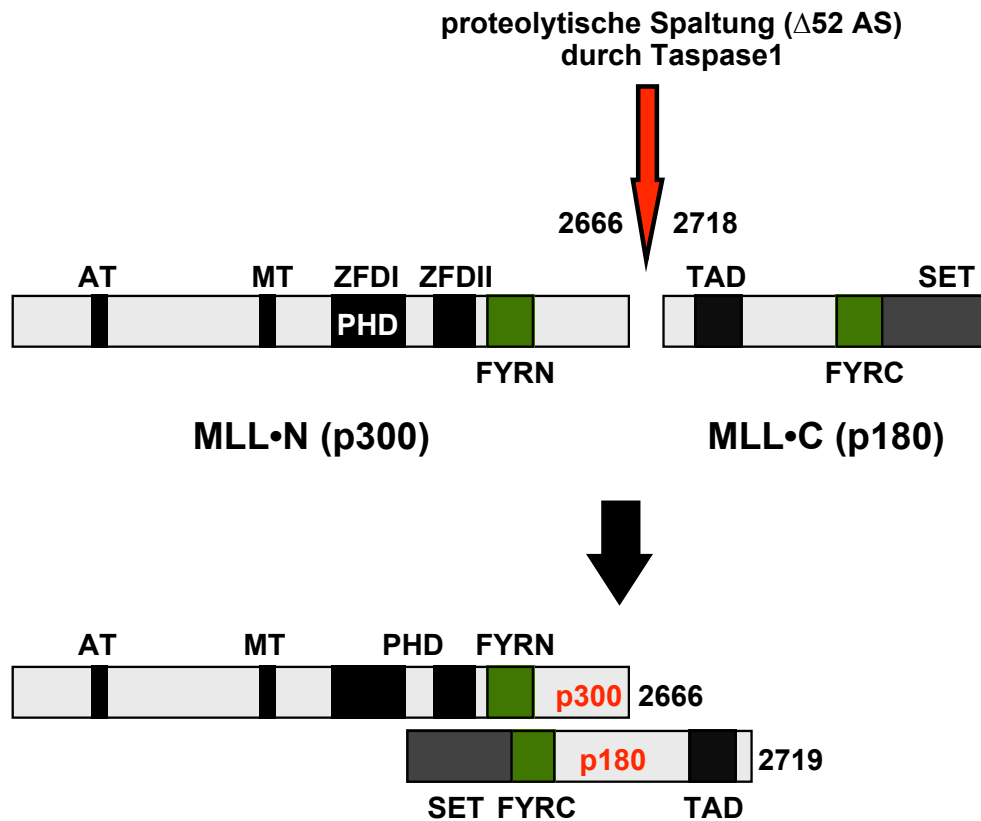 proteolytische Spaltung (Δ52 AS)
durch Taspase1
2666 2718
AT MT ZFDI ZFDII TAD SET
PHD
FYRN FYRC
MLL•N (p300) MLL•C (p180)
AT MT PHD FYRN
p300 2666
p180 2719
SET FYRC TAD